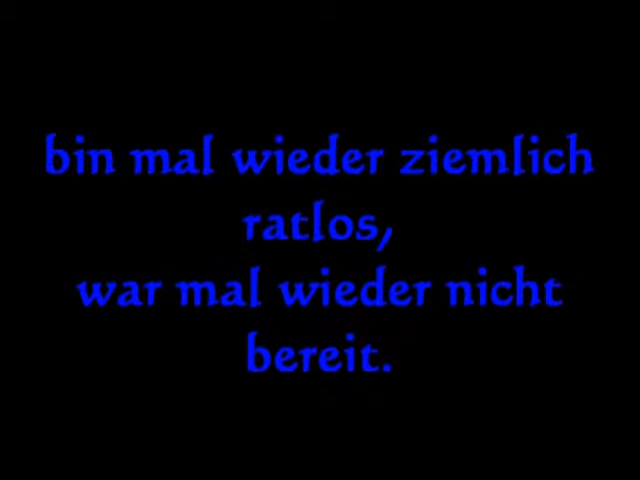 bin mal wieder ziemlich
ratlos,
war mal wieder nicht
bereit.